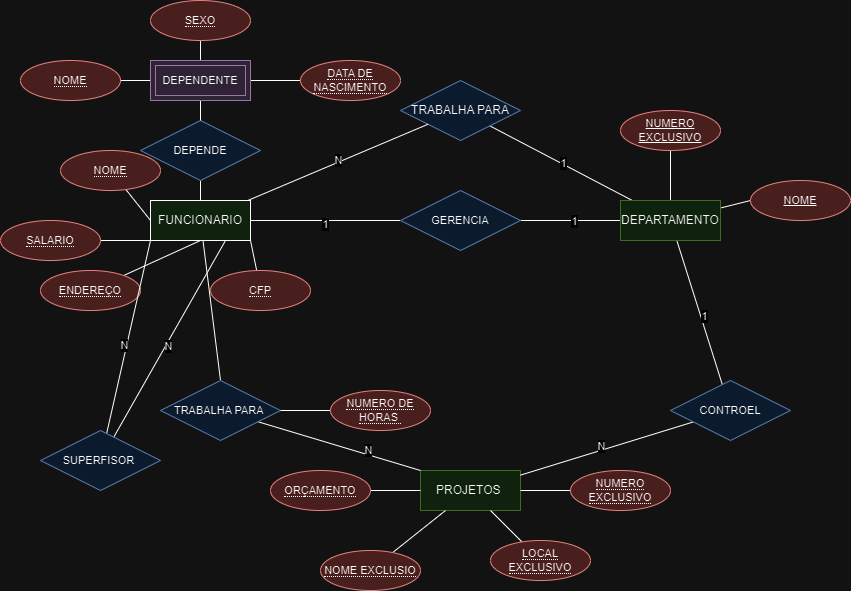 SEXO
NOME
DEPENDENTE
DATA DE
NASCIMENTO
TRABALHA PARA
NUMERO
EXCLUSIVO
DEPENDE
N
1
NOME
NOME
FUNCIONARIO
1
GERENCIA
1
DEPARTAMENTO
SALARIO
ENDEREÇO
CFP
1
N
N
NUMERO DE
HORAS
TRABALHA PARA
CONTROEL
N
N
SUPERFISOR
ORÇAMENTO
PROJETOS
NUMERO
EXCLUSIVO
LOCAL
EXCLUSIVO
NOME EXCLUSIO